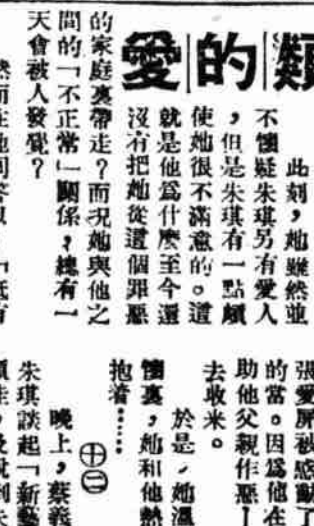 類的愛
此刻，她雖然並
不懷疑朱琪另有愛人
，但是朱琪有一點頗
使她很不滿意的。這
就是他爲什麼至今還
沒有把她從這個罪惡
的家庭裏帶走？而況她與他之
間的「不正常」關係，總有一
天會被人發覺？
張愛屏被感動了
的當。因爲他在
助他父親作惡—
去收米。
於是，她溫
懷裏，她和他熱
抱着……
十二
晚上，蔡義
朱琪談起「新藝